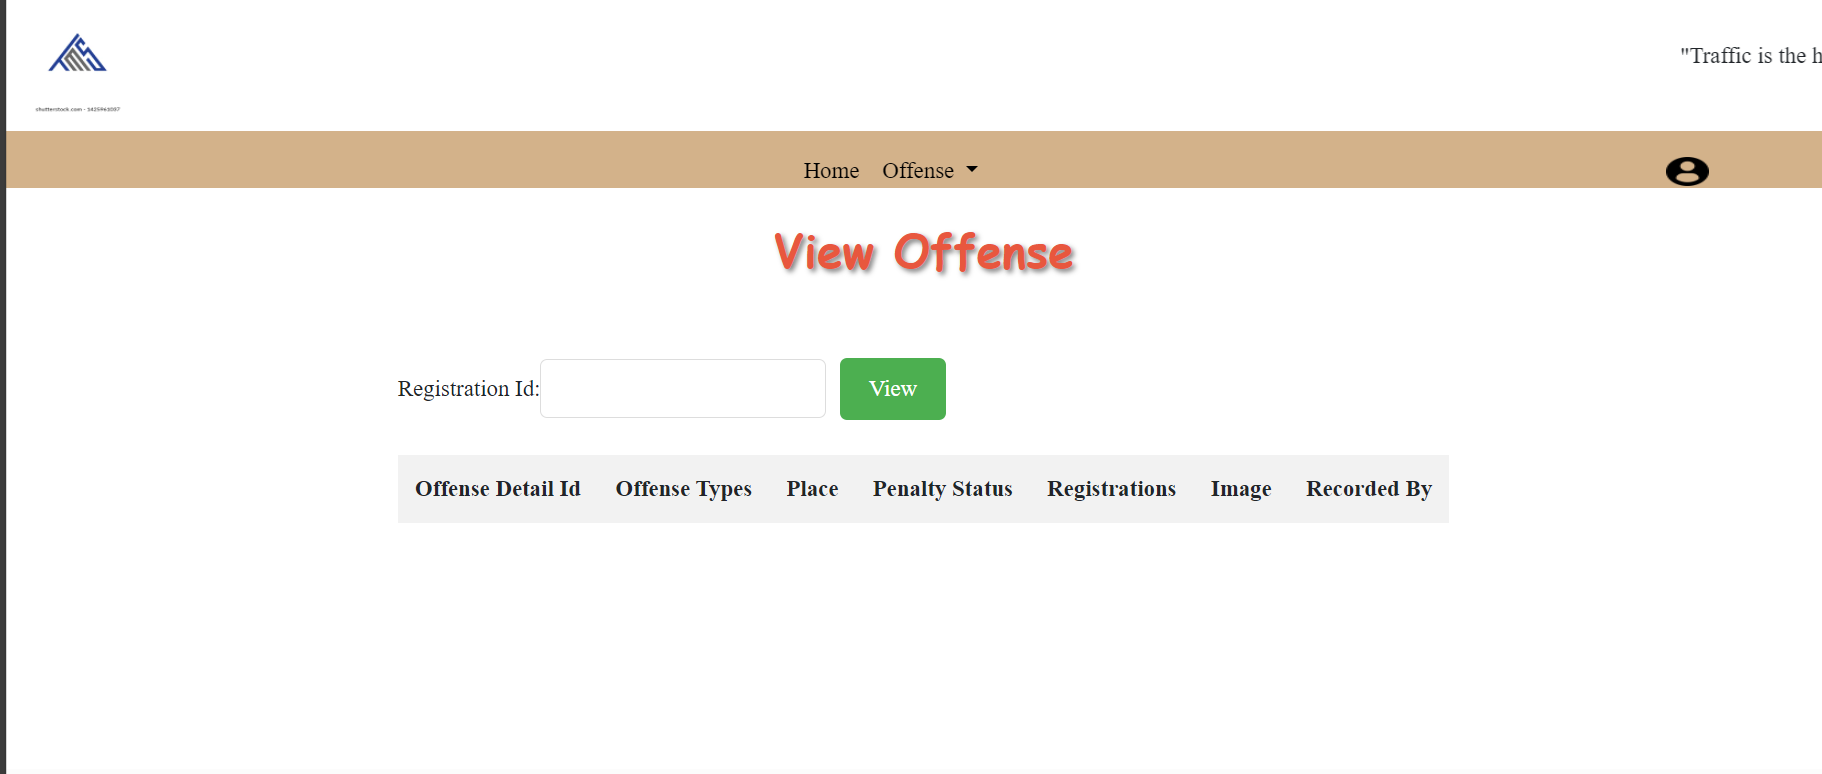 "Traffic is the h
shutterstock.com · 1425961037
Home Offense
View Offense
Registration Id: View
Offense Detail Id Offense Types Place Penalty Status Registrations Image Recorded By